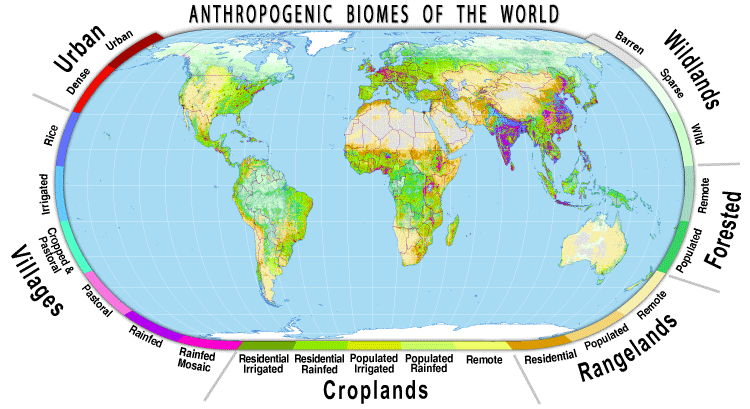 ANTHROPOGENIC BIOMES OF THE WORLD
Urban
Urban
Dense
Villages
Rice
Irrigated
Cropped &
Pastoral
Pastoral
Rainfed
Rainfed
Mosaic
Croplands
Residential
Irrigated
Residential
Rainfed
Populated
Irrigated
Populated
Rainfed
Remote
Rangelands
Residential
Populated
Remote
Forested
Populated
Remote
Wildlands
Wild
Sparse
Barren